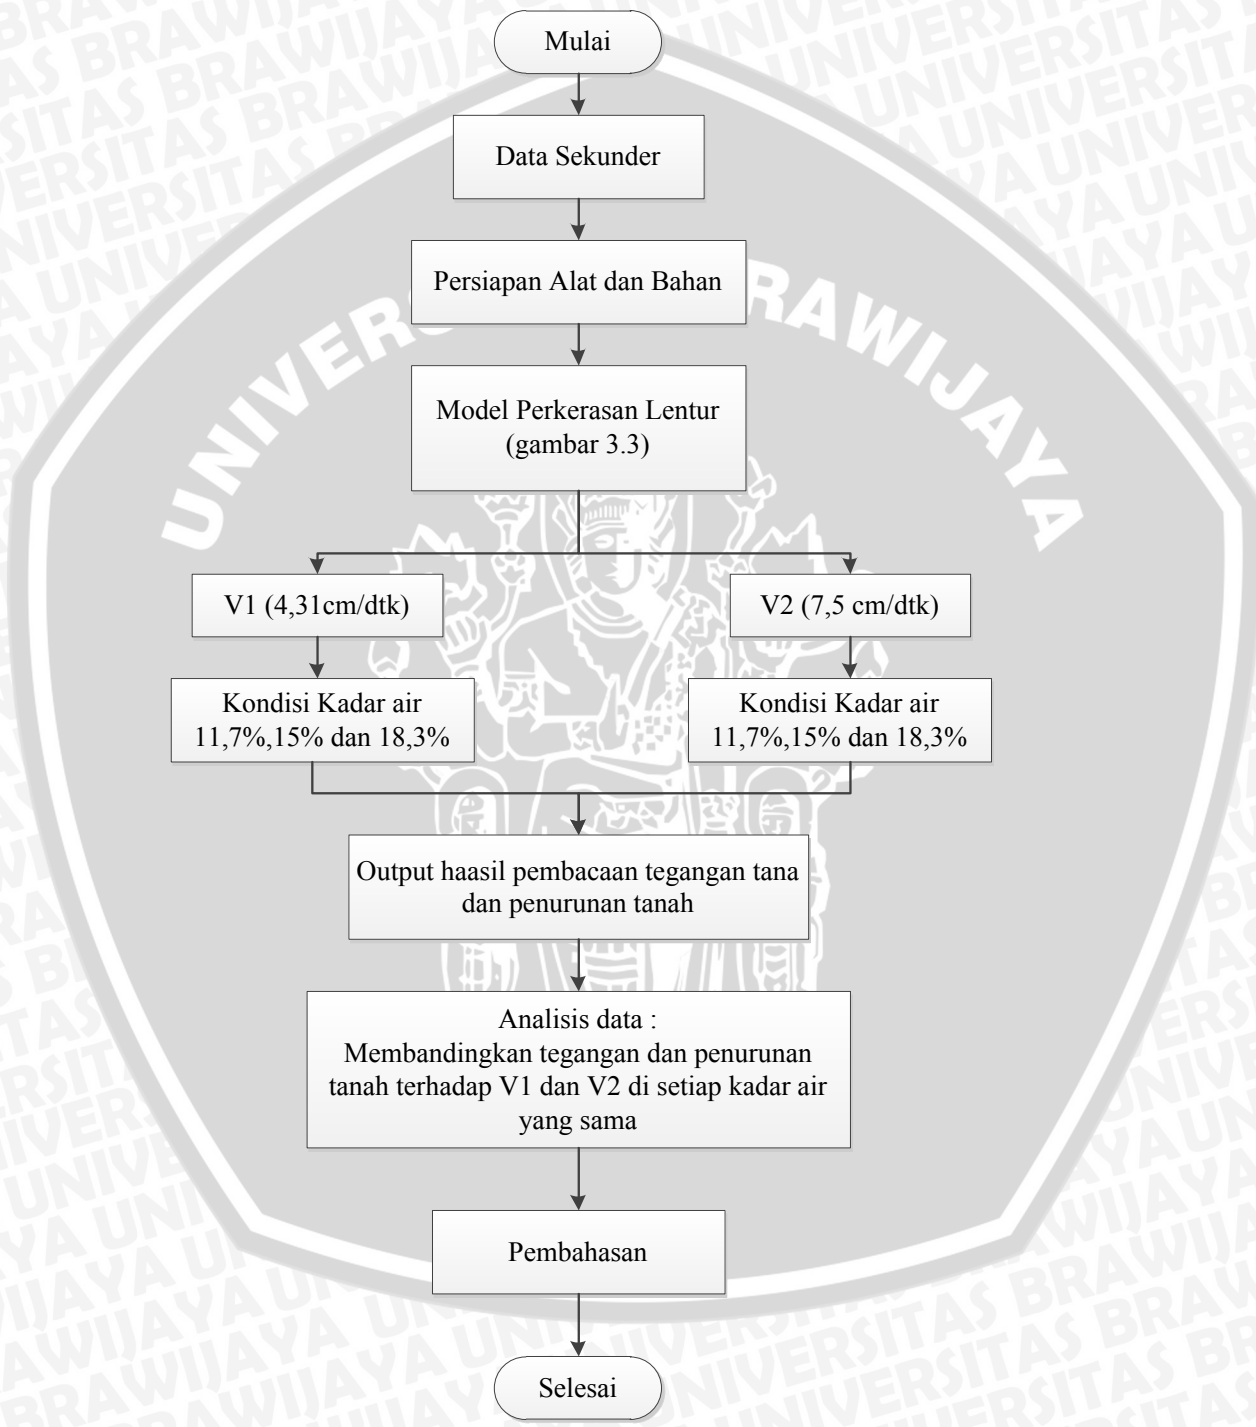 Mulai
Data Sekunder
Persiapan Alat dan Bahan
UNIVERS BRAWIJAYA
Model Perkerasan Lentur
(gambar 3.3)
V1 (4,31cm/dtk)
V2 (7,5 cm/dtk)
Kondisi Kadar air
11,7%,15% dan 18,3%
Kondisi Kadar air
11,7%,15% dan 18,3%
Output haasil pembacaan tegangan tana
dan penurunan tanah
Analisis data :
Membandingkan tegangan dan penurunan
tanah terhadap V1 dan V2 di setiap kadar air
yang sama
Pembahasan
Selesai